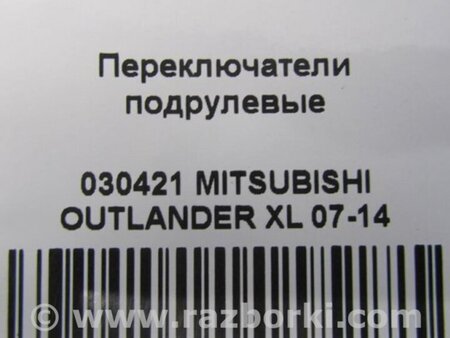 Переключатели
подрулевые
030421 MITSUBISHI
OUTLANDER XL 07-14
© www.razborki.com